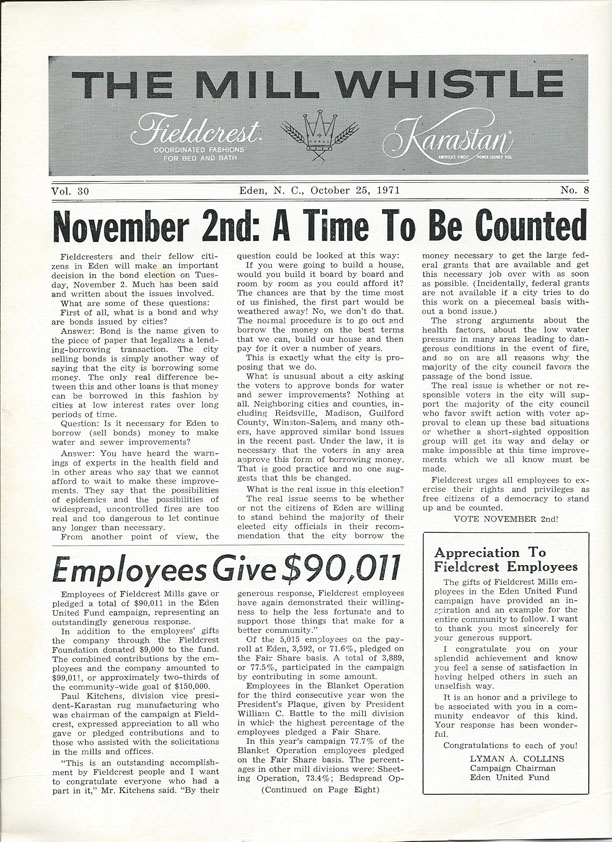 THE MILL WHISTLE
Fieldcrest.
COORDINATED FASHIONS
FOR BED AND BATH
Karastan
AMERICA'S FINEST POWER-LOOMED RUG
Vol. 30 Eden, N. C., October 25, 1971 No. 8
November 2nd: A Time To Be Counted
Fieldcresters and their fellow citi-
zens in Eden will make an important
decision in the bond election on Tues-
day, November 2. Much has been said
and written about the issues involved.
What are some of these questions:
First of all, what is a bond and why
are bonds issued by cities?
Answer: Bond is the name given to
the piece of paper that legalizes a lend-
ing-borrowing transaction. The city
selling bonds is simply another way of
saying that the city is borrowing some
money. The only real difference be-
tween this and other loans is that money
can be borrowed in this fashion by
cities at low interest rates over long
periods of time.
Question: Is it necessary for Eden to
borrow (sell bonds) money to make
water and sewer improvements?
Answer: You have heard the warn-
ings of experts in the health field and
in other areas who say that we cannot
afford to wait to make these improve-
ments. They say that the possibilities
of epidemics and the possibilities of
widespread, uncontrolled fires are too
real and too dangerous to let continue
any longer than necessary.
From another point of view, the
question could be looked at this way:
If you were going to build a house,
would you build it board by board and
room by room as you could afford it?
The chances are that by the time most
of us finished, the first part would be
weathered away! No, we don't do that.
The normal procedure is to go out and
borrow the money on the best terms
that we can, build our house and then
pay for it over a number of years.
This is exactly what the city is pro-
posing that we do.
What is unusual about a city asking
the voters to approve bonds for water
and sewer improvements? Nothing at
all. Neighboring cities and counties, in-
cluding Reidsville, Madison, Guilford
County, Winston-Salem, and many oth-
ers, have approved similar bond issues
in the recent past. Under the law, it is
necessary that the voters in any area
approve this form of borrowing money.
That is good practice and no one sug-
gests that this be changed.
What is the real issue in this election?
The real issue seems to be whether
or not the citizens of Eden are willing
to stand behind the majority of their
elected city officials in their recom-
mendation that the city borrow the
money necessary to get the large fed-
eral grants that are available and get
this necessary job over with as soon
as possible. (Incidentally, federal grants
are not available if a city tries to do
this work on a piecemeal basis with-
out a bond issue.)
The strong arguments about the
health factors, about the low water
pressure in many areas leading to dan-
gerous conditions in the event of fire,
and so on are all reasons why the
majority of the city council favors the
passage of the bond issue.
The real issue is whether or not re-
sponsible voters in the city will sup-
port the majority of the city council
who favor swift action with voter ap-
proval to clean up these bad situations
or whether a short-sighted opposition
group will get its way and delay or
make impossible at this time improve-
ments which we all know must be
made.
Fieldcrest urges all employees to ex-
ercise their rights and privileges as
free citizens of a democracy to stand
up and be counted.
VOTE NOVEMBER 2nd!
Employees Give $90,011
Employees of Fieldcrest Mills gave or
pledged a total of $90,011 in the Eden
United Fund campaign, representing an
outstandingly generous response.
In addition to the employees' gifts
the company through the Fieldcrest
Foundation donated $9,000 to the fund.
The combined contributions by the em-
ployees and the company amounted to
$99,011, or approximately two-thirds of
the community-wide goal of $150,000.
Paul Kitchens, division vice presi-
dent-Karastan rug manufacturing who
was chairman of the campaign at Field-
crest, expressed appreciation to all who
gave or pledged contributions and to
those who assisted with the solicitations
in the mills and offices.
"This is an outstanding accomplish-
ment by Fieldcrest people and I want
to congratulate everyone who had a
part in it," Mr. Kitchens said. "By their
generous response, Fieldcrest employees
have again demonstrated their willing-
ness to help the less fortunate and to
support those things that make for a
better community."
Of the 5,015 employees on the pay-
roll at Eden, 3,592, or 71.6%, pledged on
the Fair Share basis. A total of 3,889,
or 77.5%, participated in the campaign
by contributing in some amount.
Employees in the Blanket Operation
for the third consecutive year won the
President's Plaque, given by President
William C. Battle to the mill division
in which the highest percentage of the
employees pledged a Fair Share.
In this year's campaign 77.7% of the
Blanket Operation employees pledged
on the Fair Share basis. The percent-
ages in other mill divisions were: Sheet-
ing Operation, 73.4%; Bedspread Op-
(Continued on Page Eight)
Appreciation To
Fieldcrest Employees
The gifts of Fieldcrest Mills em-
ployees in the Eden United Fund
campaign have provided an in-
spiration and an example for the
entire community to follow. I want
to thank you most sincerely for
your generous support.
I congratulate you on your
splendid achievement and know
you feel a sense of satisfaction in
having helped others in such an
unselfish way.
It is an honor and a privilege to
be associated with you in a com-
munity endeavor of this kind.
Your response has been wonder-
ful.
Congratulations to each of you!
LYMAN A. COLLINS
Campaign Chairman
Eden United Fund